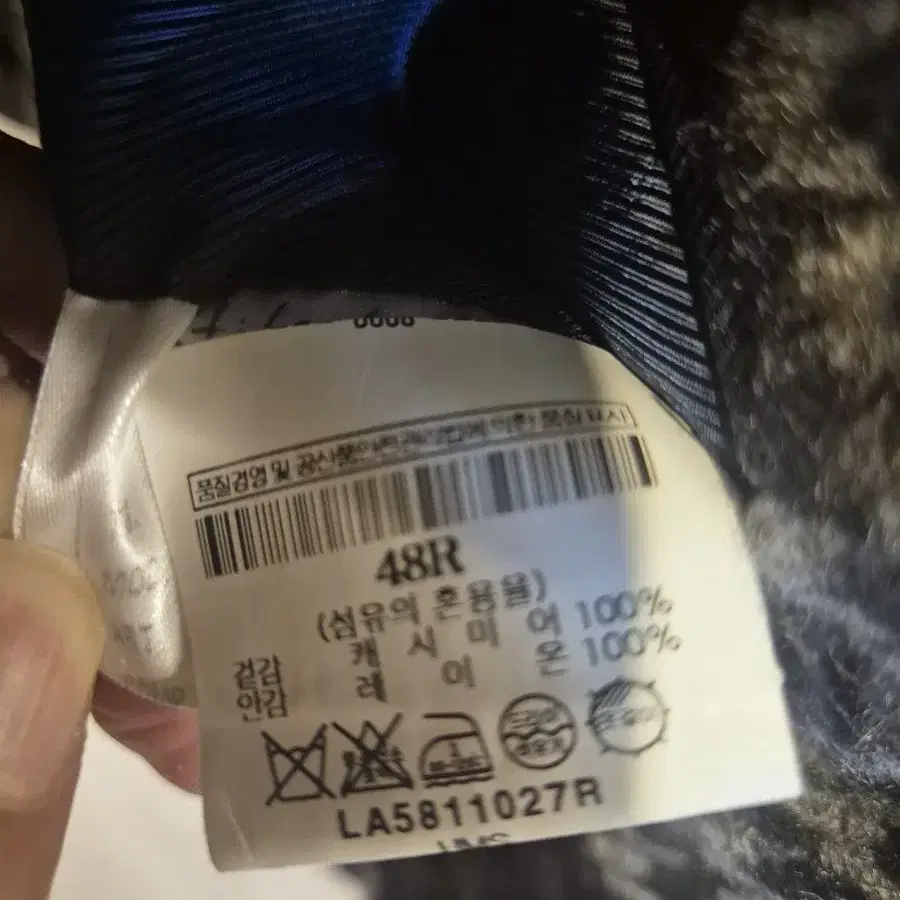 품질경영 및 공산품안전관리법에 의한 품질표시
48R
(섬유의 혼용율)
겉감 캐시미어 100%
안감 레이온 100%
LA5811027R